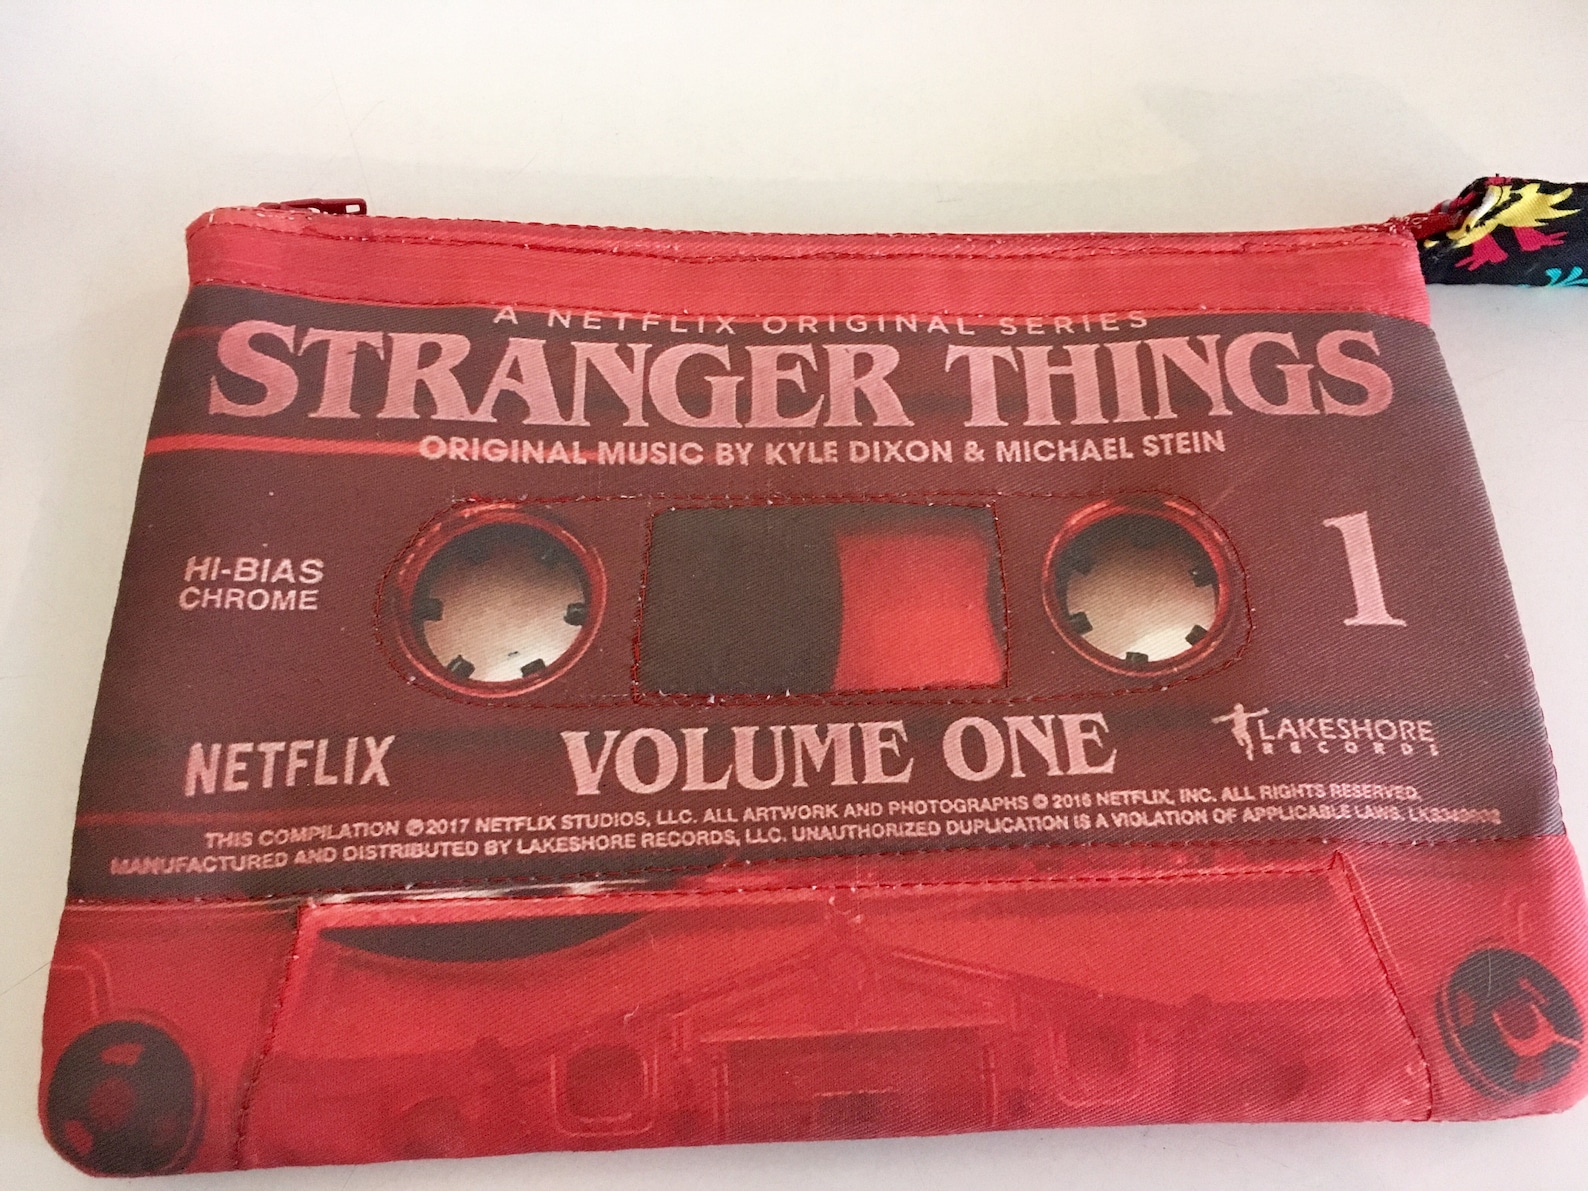 A NETFLIX ORIGINAL SERIES
STRANGER THINGS
ORIGINAL MUSIC BY KYLE DIXON & MICHAEL STEIN
HI-BIAS
CHROME
1
NETFLIX
VOLUME ONE
LAKESHORE
RECORDS
THIS COMPILATION ℗ 2017 NETFLIX STUDIOS, LLC. ALL ARTWORK AND PHOTOGRAPHS © 2016 NETFLIX, INC. ALL RIGHTS RESERVED.
MANUFACTURED AND DISTRIBUTED BY LAKESHORE RECORDS, LLC. UNAUTHORIZED DUPLICATION IS A VIOLATION OF APPLICABLE LAWS.